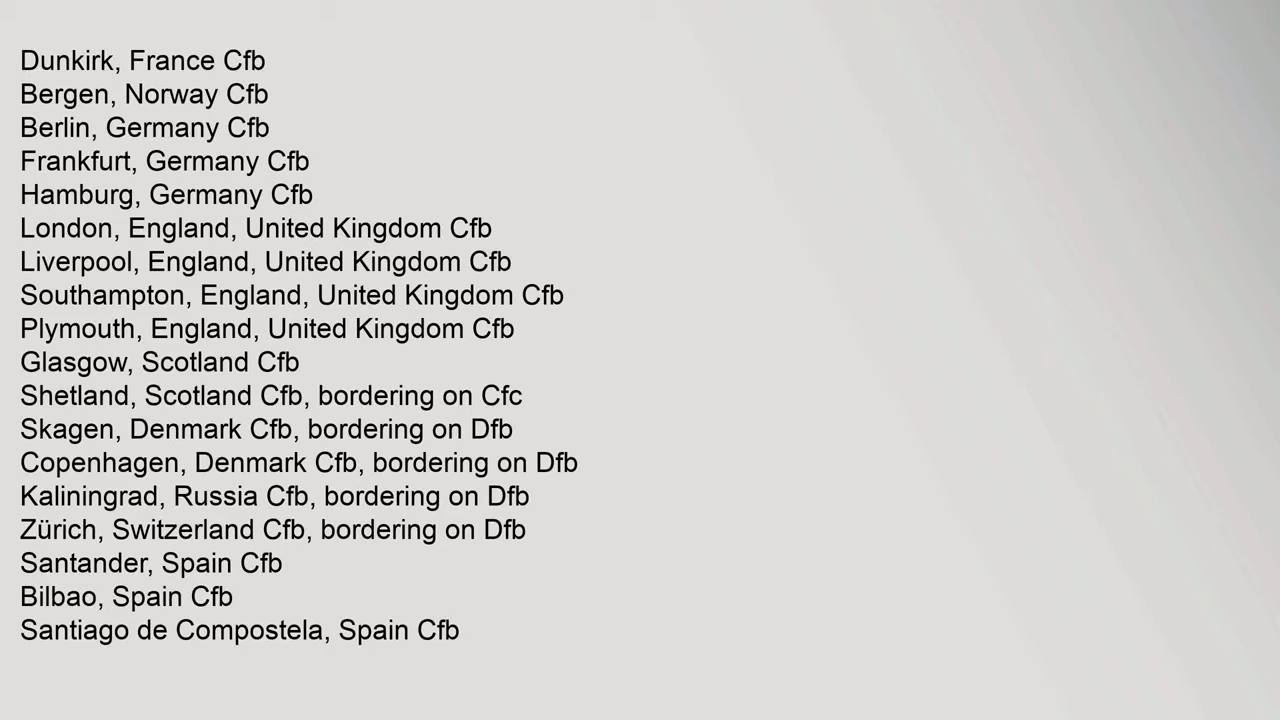 Dunkirk, France Cfb
Bergen, Norway Cfb
Berlin, Germany Cfb
Frankfurt, Germany Cfb
Hamburg, Germany Cfb
London, England, United Kingdom Cfb
Liverpool, England, United Kingdom Cfb
Southampton, England, United Kingdom Cfb
Plymouth, England, United Kingdom Cfb
Glasgow, Scotland Cfb
Shetland, Scotland Cfb, bordering on Cfc
Skagen, Denmark Cfb, bordering on Dfb
Copenhagen, Denmark Cfb, bordering on Dfb
Kaliningrad, Russia Cfb, bordering on Dfb
Zürich, Switzerland Cfb, bordering on Dfb
Santander, Spain Cfb
Bilbao, Spain Cfb
Santiago de Compostela, Spain Cfb